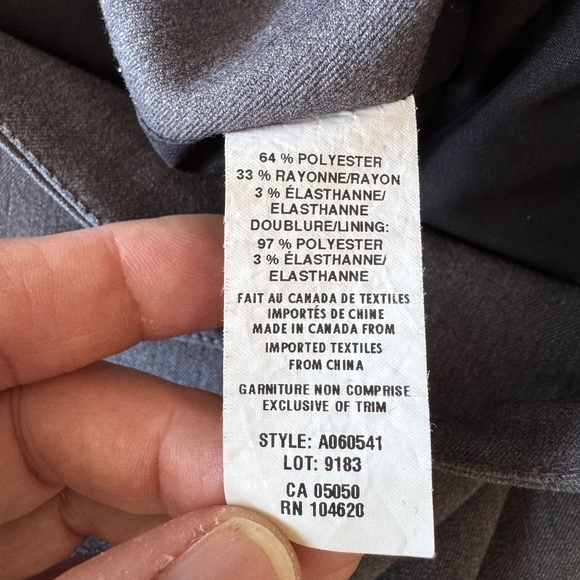 64 % POLYESTER
33 % RAYONNE/RAYON
3 % ÉLASTHANNE/
ELASTHANNE
DOUBLURE/LINING:
97 % POLYESTER
3 % ÉLASTHANNE/
ELASTHANNE
FAIT AU CANADA DE TEXTILES
IMPORTÉS DE CHINE
MADE IN CANADA FROM
IMPORTED TEXTILES
FROM CHINA
GARNITURE NON COMPRISE
EXCLUSIVE OF TRIM
STYLE: A060541
LOT: 9183
CA 05050
RN 104620